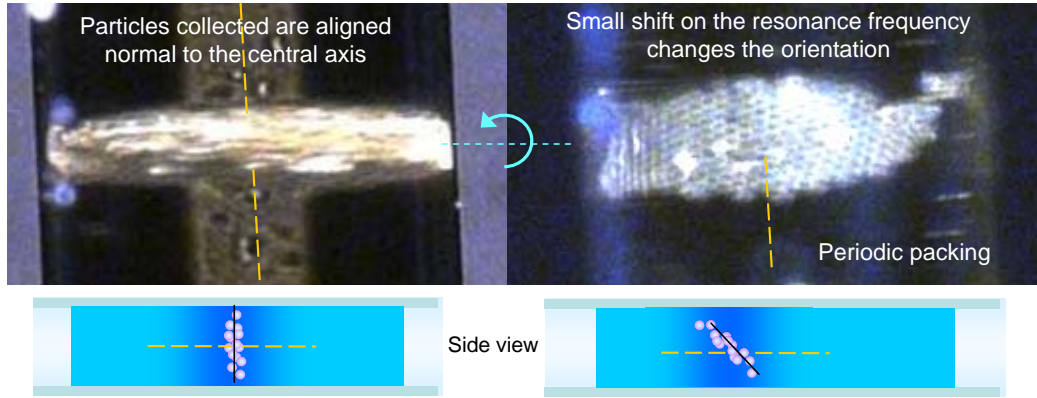 Particles collected are aligned
normal to the central axis
Small shift on the resonance frequency
changes the orientation
Periodic packing
Side view